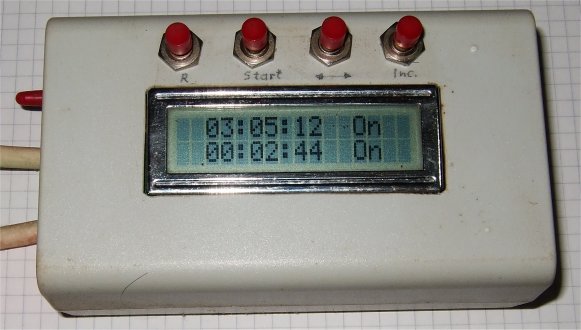 R Start ◂-▸ Inc.
03:05:12 On
00:02:44 On